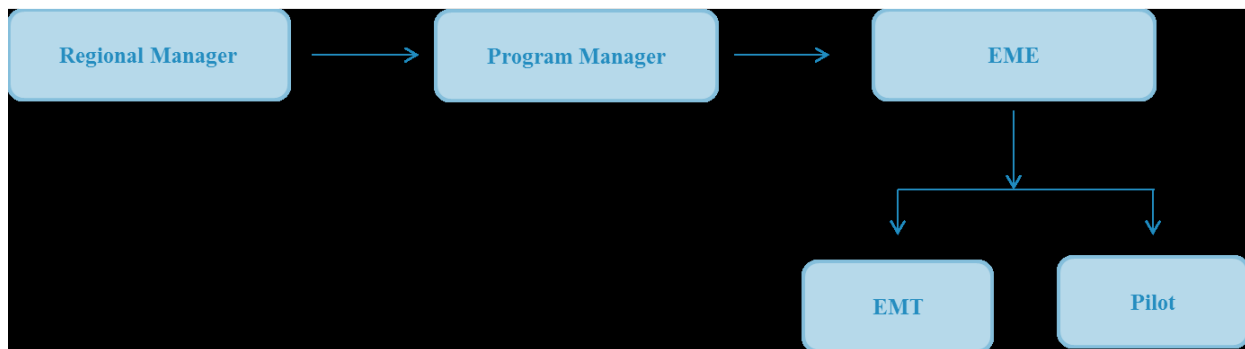 Regional Manager
Program Manager
EME
EMT
Pilot